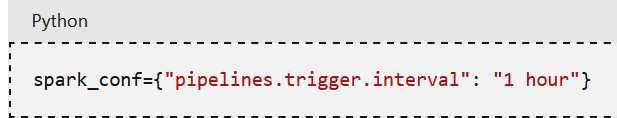 Python
spark_conf={"pipelines.trigger.interval": "1 hour"}